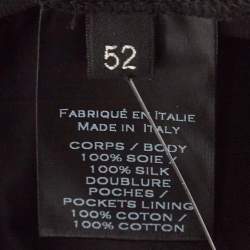 52
FABRIQUÉ EN ITALIE
MADE IN ITALY
CORPS / BODY
100% SOIE /
100% SILK
DOUBLURE
POCHES /
POCKETS LINING
100% COTON /
100% COTTON